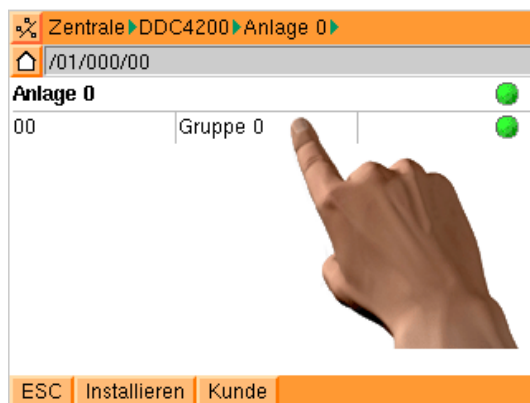 Zentrale▶DDC4200▶Anlage 0▶
/01/000/00
Anlage 0
00 Gruppe 0
ESC Installieren Kunde